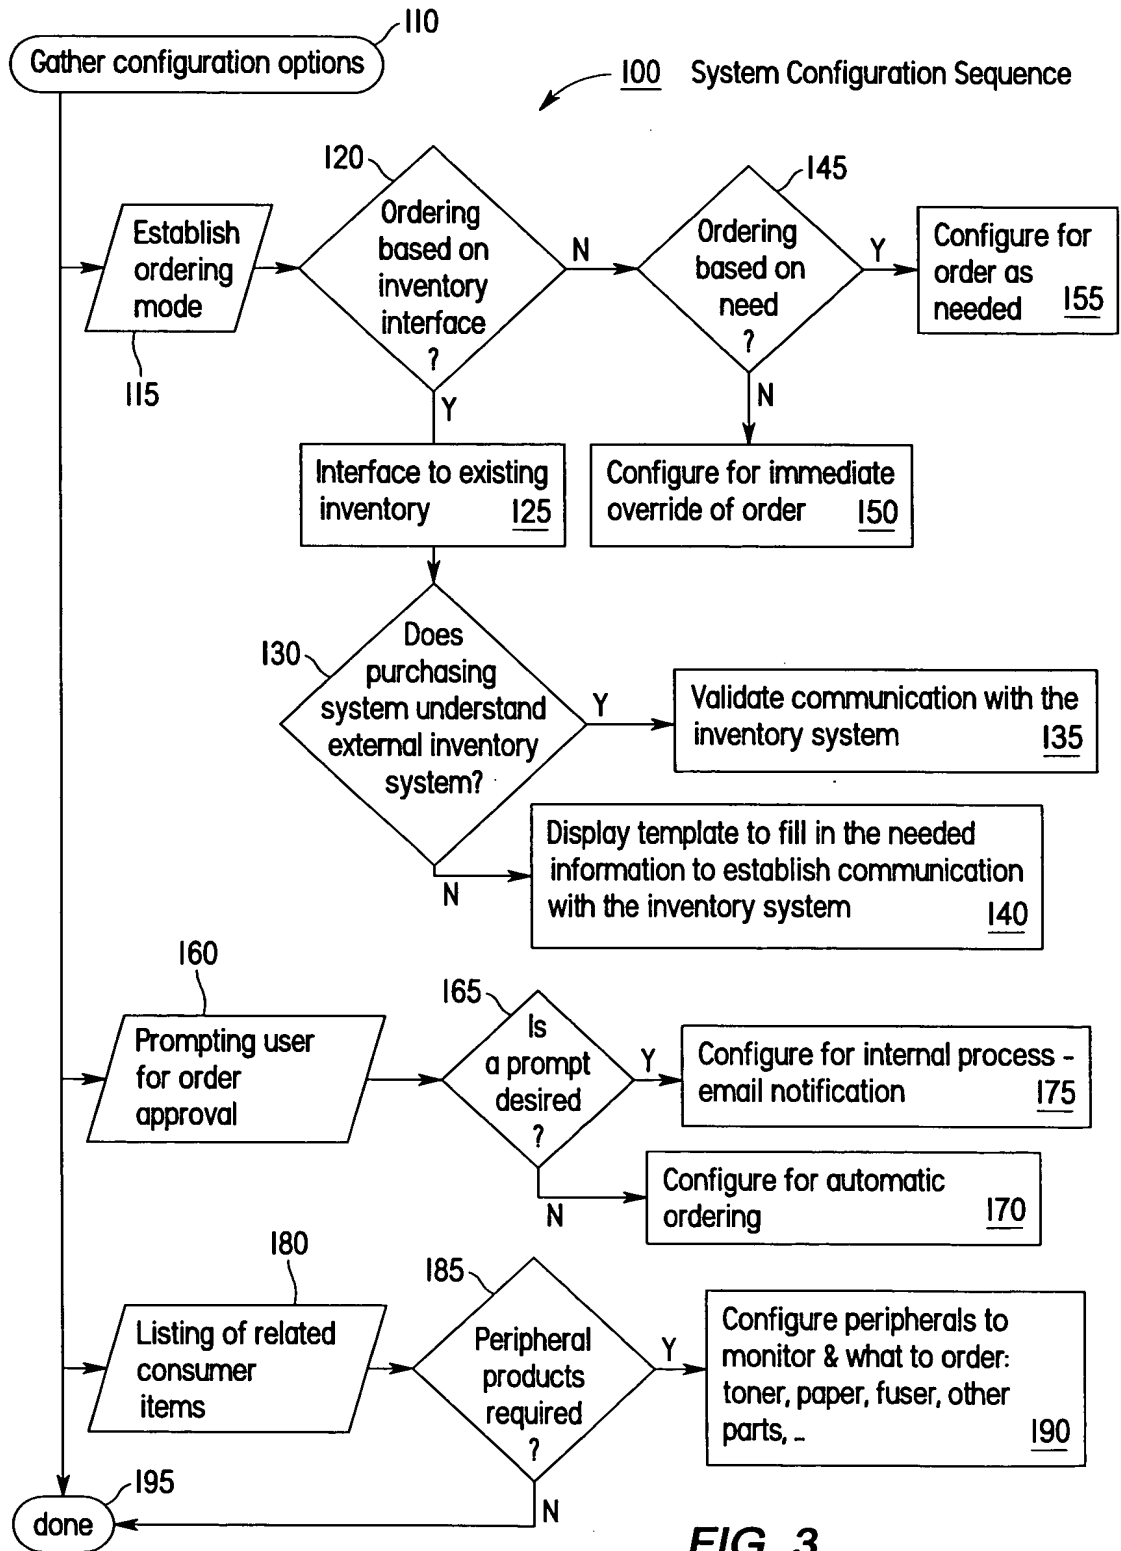 110
Gather configuration options
100 System Configuration Sequence
120
Ordering
based on
inventory
interface
?
N
Y
145
Ordering
based on
need
?
Y
N
Establish
ordering
mode
115
Configure for
order as
needed 155
Interface to existing
inventory 125
Configure for immediate
override of order 150
130
Does
purchasing
system understand
external inventory
system?
Y
N
Validate communication with the
inventory system 135
Display template to fill in the needed
information to establish communication
with the inventory system 140
160
Prompting user
for order
approval
165
Is
a prompt
desired
?
Y
N
Configure for internal process -
email notification 175
Configure for automatic
ordering 170
180
Listing of related
consumer
items
185
Peripheral
products
required
?
Y
N
Configure peripherals to
monitor & what to order:
toner, paper, fuser, other
parts, .. 190
195
done
FIG. 3